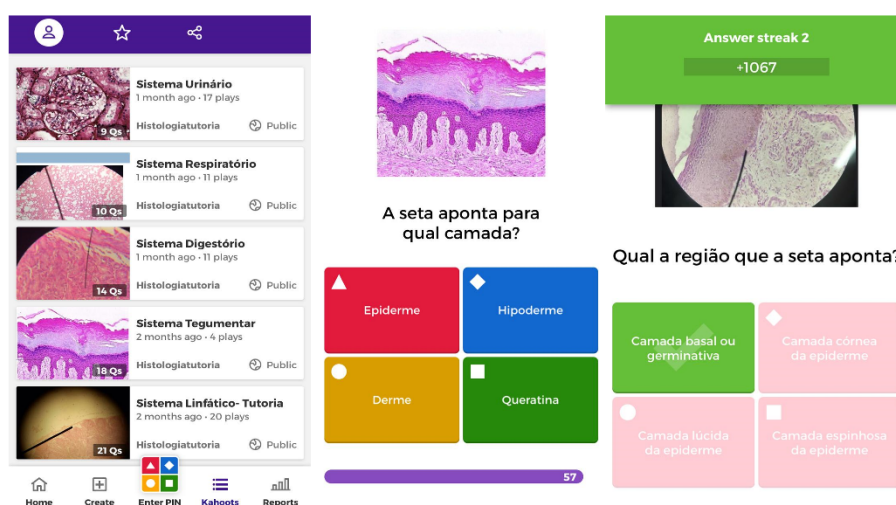 Sistema Urinário
1 month ago · 17 plays
9 Qs
Histologiatutoria
Public
Sistema Respiratório
1 month ago · 11 plays
10 Qs
Histologiatutoria
Public
Sistema Digestório
1 month ago · 11 plays
14 Qs
Histologiatutoria
Public
Sistema Tegumentar
2 months ago · 4 plays
18 Qs
Histologiatutoria
Public
Sistema Linfático- Tutoria
2 months ago · 20 plays
21 Qs
Histologiatutoria
Public
Home
Create
Enter PIN
Kahoots
Reports
A seta aponta para
qual camada?
Epiderme
Hipoderme
Derme
Queratina
57
Answer streak 2
+1067
Qual a região que a seta aponta?
Camada basal ou
germinativa
Camada córnea
da epiderme
Camada lúcida
da epiderme
Camada espinhosa
da epiderme